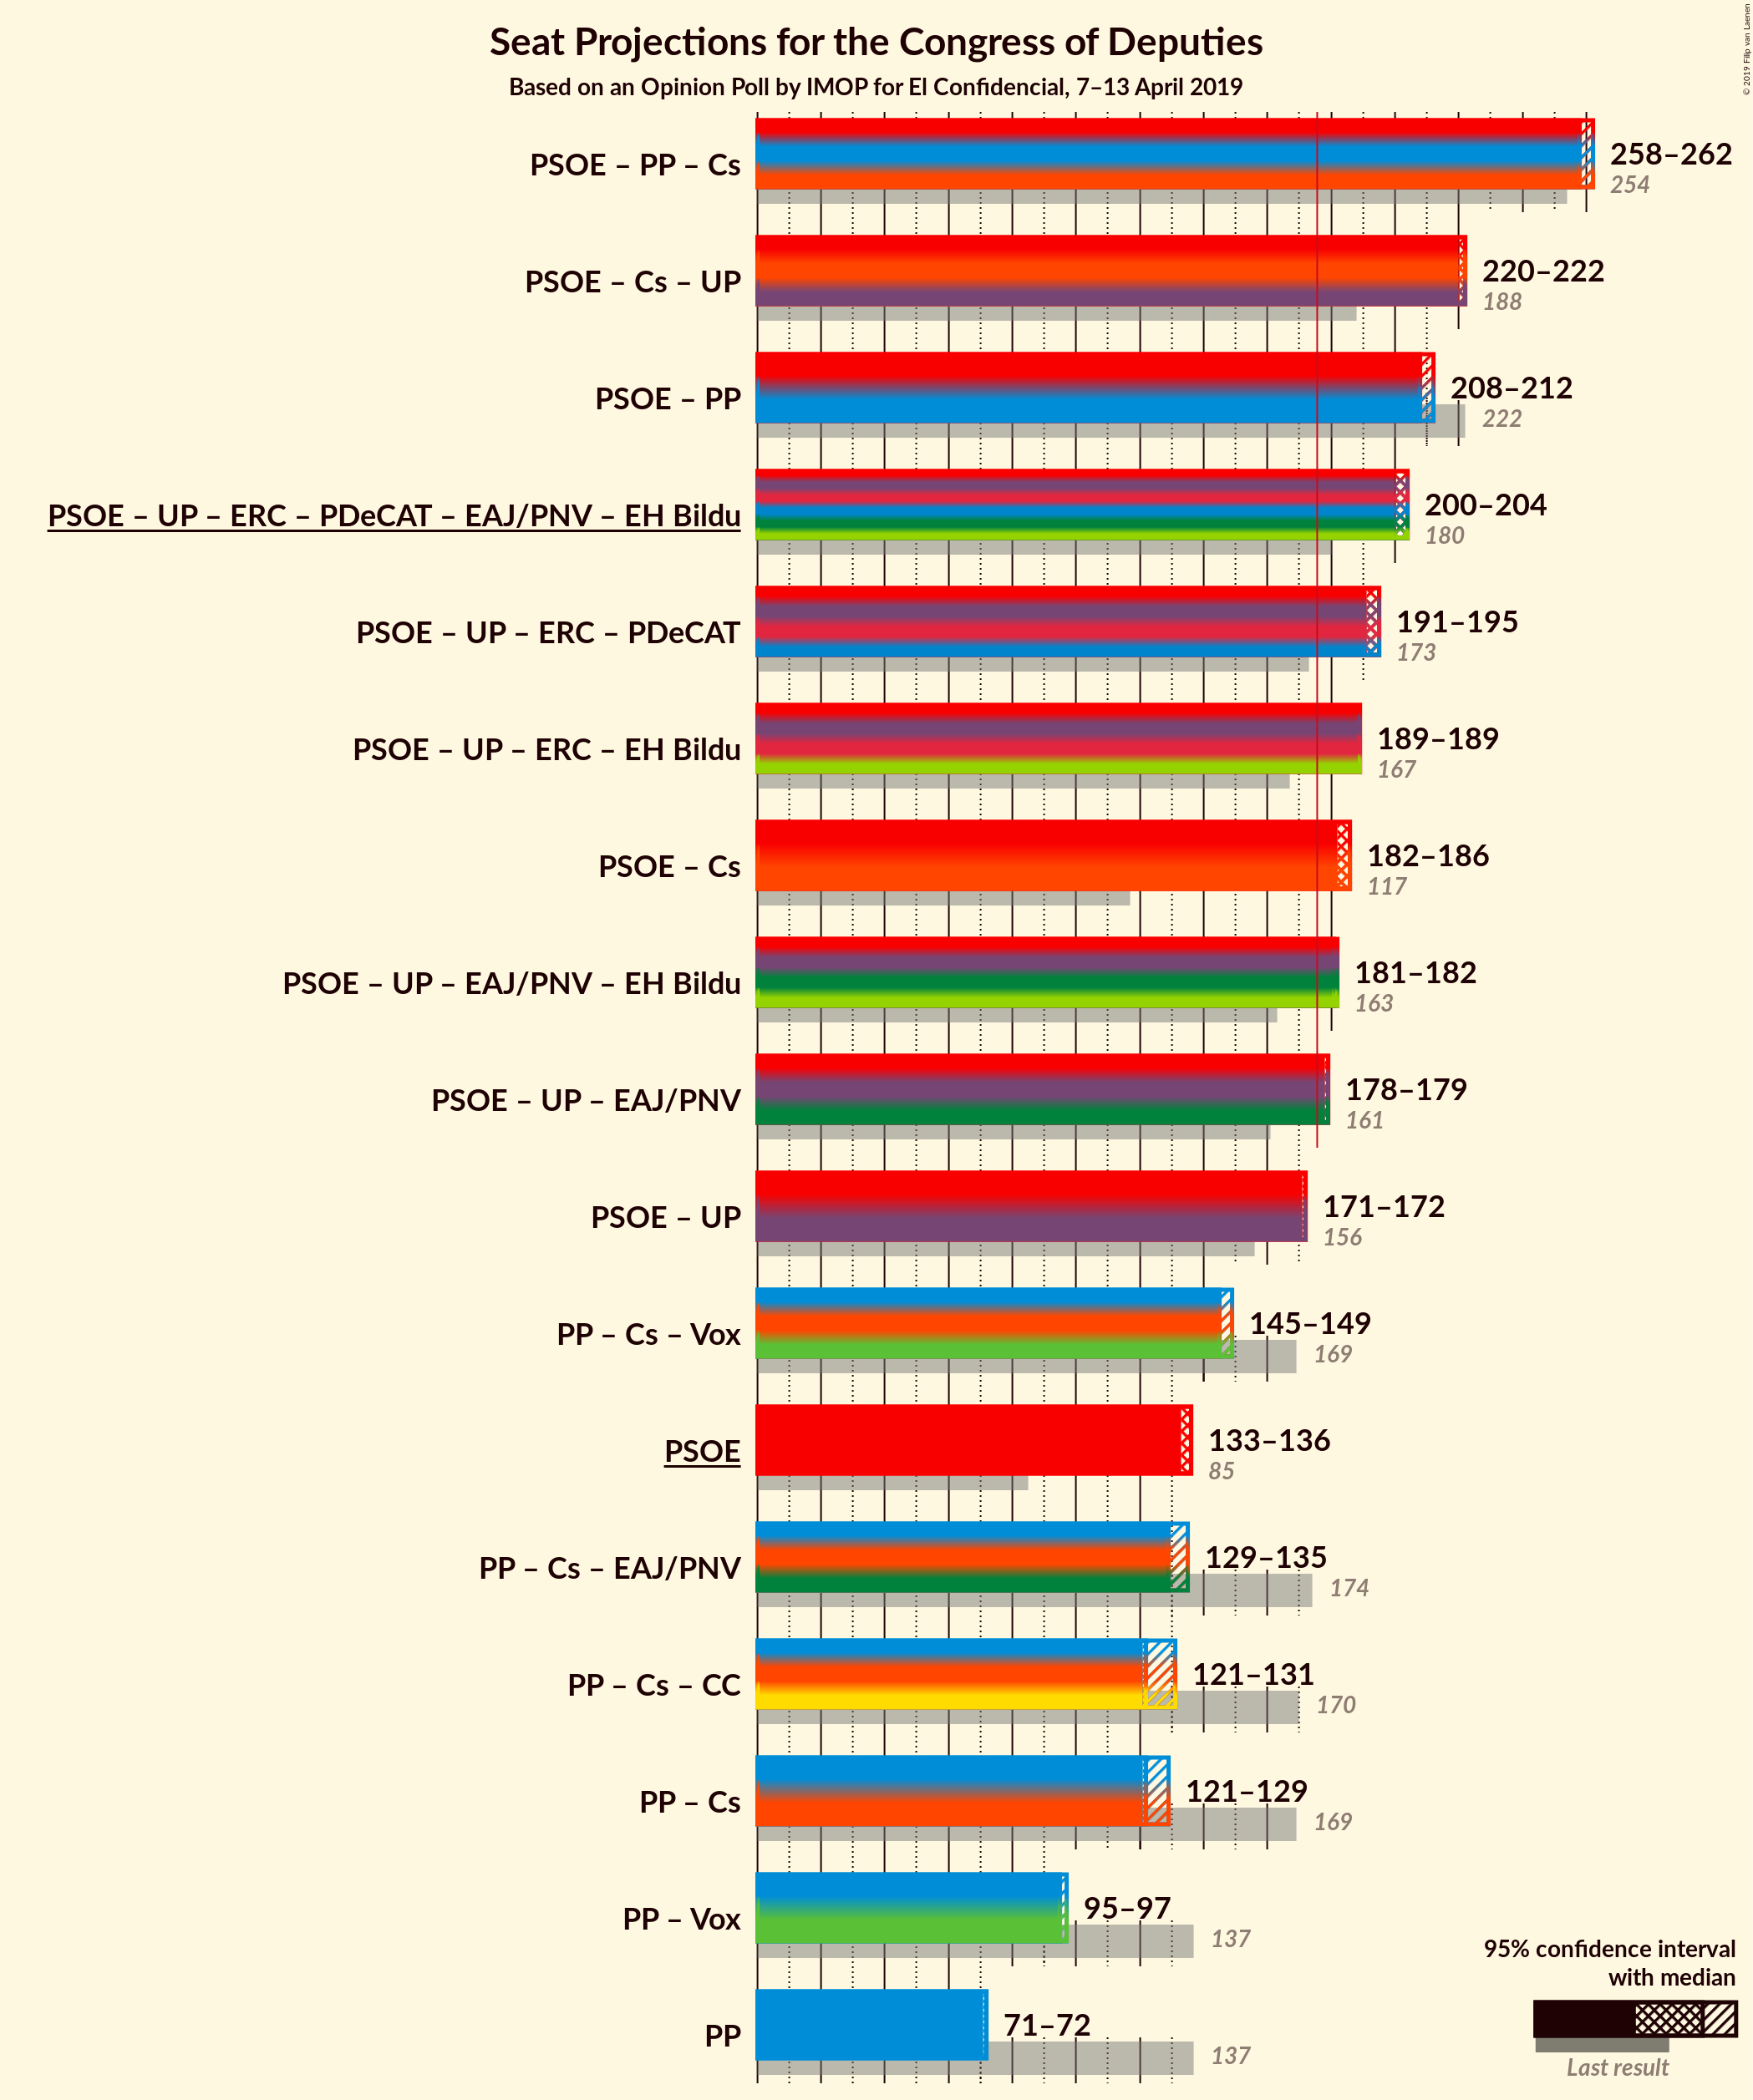 Seat Projections for the Congress of Deputies
Based on an Opinion Poll by IMOP for El Confidencial, 7–13 April 2019
© 2019 Filip van Laenen
PSOE – PP – Cs
258–262
254
PSOE – Cs – UP
220–222
188
PSOE – PP
208–212
222
PSOE – UP – ERC – PDeCAT – EAJ/PNV – EH Bildu
200–204
180
PSOE – UP – ERC – PDeCAT
191–195
173
PSOE – UP – ERC – EH Bildu
189–189
167
PSOE – Cs
182–186
117
PSOE – UP – EAJ/PNV – EH Bildu
181–182
163
PSOE – UP – EAJ/PNV
178–179
161
PSOE – UP
171–172
156
PP – Cs – Vox
145–149
169
PSOE
133–136
85
PP – Cs – EAJ/PNV
129–135
174
PP – Cs – CC
121–131
170
PP – Cs
121–129
169
PP – Vox
95–97
137
PP
71–72
137
95% confidence interval
with median
Last result